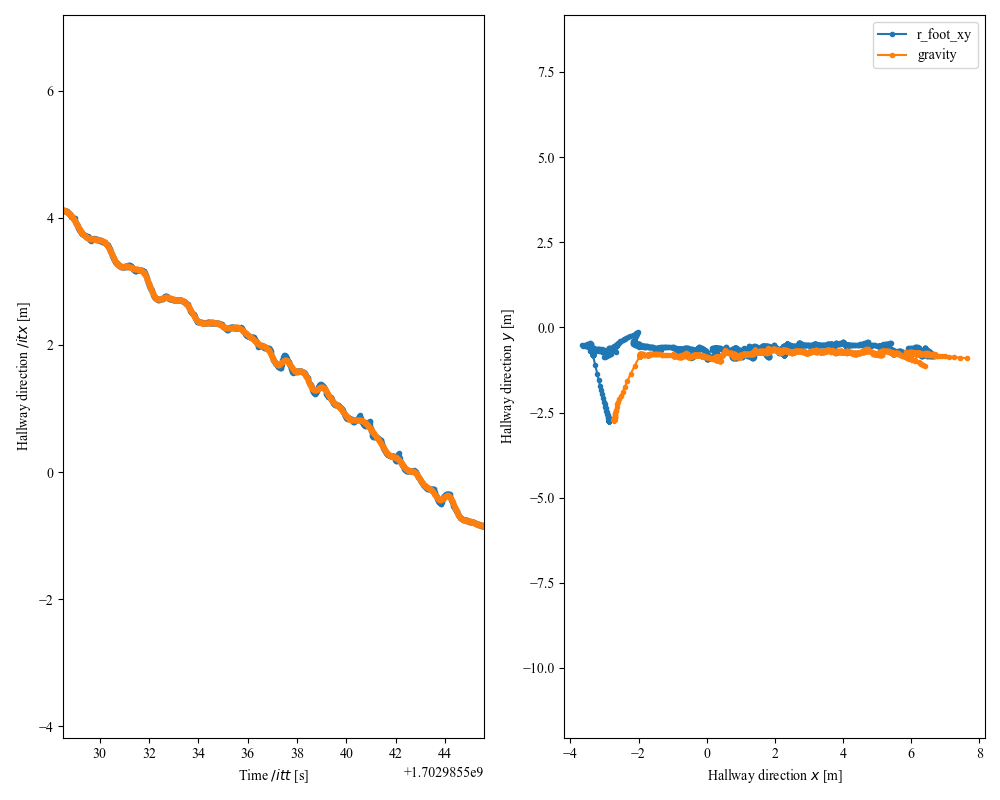 6
4
2
0
−2
−4
Hallway direction /itx [m]
30 32 34 36 38 40 42 44
Time /itt [s]
+1.7029855e9
r_foot_xy
gravity
7.5
5.0
2.5
0.0
−2.5
−5.0
−7.5
−10.0
Hallway direction y [m]
−4 −2 0 2 4 6 8
Hallway direction x [m]